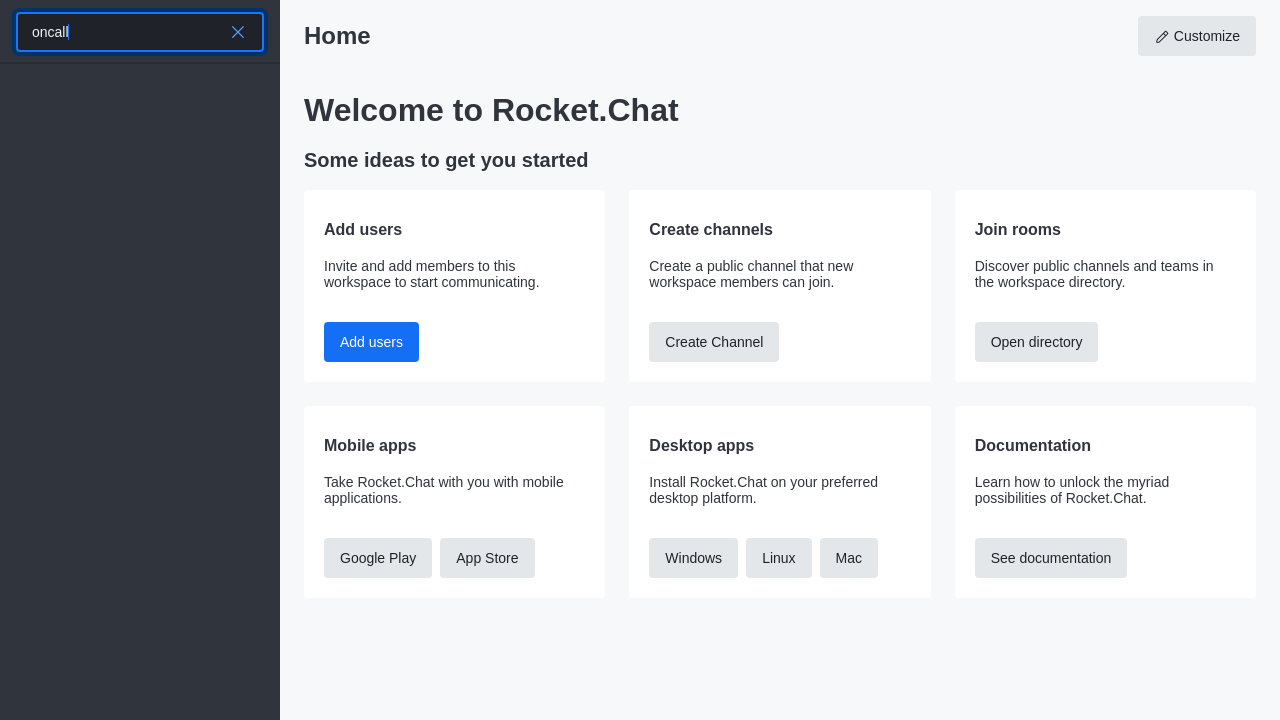 oncall
Home
Customize
Welcome to Rocket.Chat
Some ideas to get you started
Add users
Invite and add members to this
workspace to start communicating.
Add users
Create channels
Create a public channel that new
workspace members can join.
Create Channel
Join rooms
Discover public channels and teams in
the workspace directory.
Open directory
Mobile apps
Take Rocket.Chat with you with mobile
applications.
Google Play App Store
Desktop apps
Install Rocket.Chat on your preferred
desktop platform.
Windows Linux Mac
Documentation
Learn how to unlock the myriad
possibilities of Rocket.Chat.
See documentation